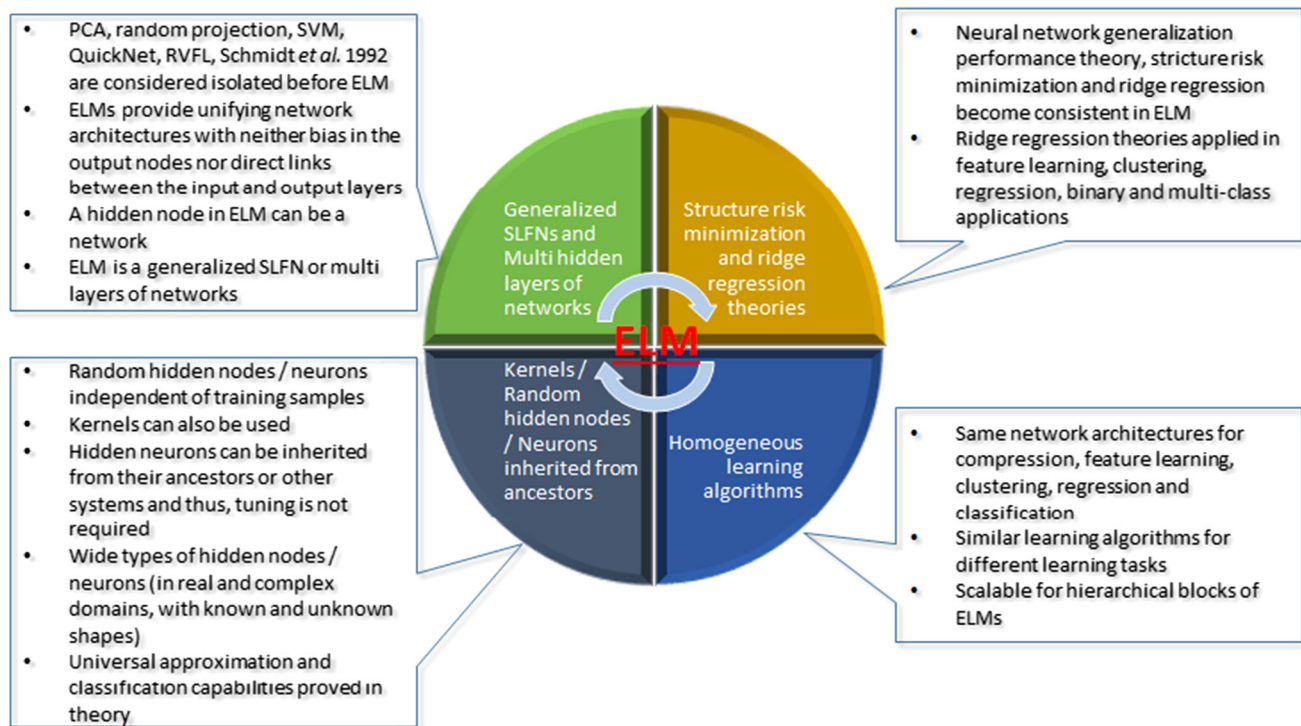 • PCA, random projection, SVM,
QuickNet, RVFL, Schmidt et al. 1992
are considered isolated before ELM
• ELMs provide unifying network
architectures with neither bias in the
output nodes nor direct links
between the input and output layers
• A hidden node in ELM can be a
network
• ELM is a generalized SLFN or multi
layers of networks
• Neural network generalization
performance theory, stricture risk
minimization and ridge regression
become consistent in ELM
• Ridge regression theories applied in
feature learning, clustering,
regression, binary and multi-class
applications
Generalized
SLFNs and
Multi hidden
layers of
networks
Structure risk
minimization
and ridge
regression
theories
ELM
Kernels /
Random
hidden nodes
/ Neurons
inherited from
ancestors
Homogeneous
learning
algorithms
• Random hidden nodes / neurons
independent of training samples
• Kernels can also be used
• Hidden neurons can be inherited
from their ancestors or other
systems and thus, tuning is not
required
• Wide types of hidden nodes /
neurons (in real and complex
domains, with known and unknown
shapes)
• Universal approximation and
classification capabilities proved in
theory
• Same network architectures for
compression, feature learning,
clustering, regression and
classification
• Similar learning algorithms for
different learning tasks
• Scalable for hierarchical blocks of
ELMs